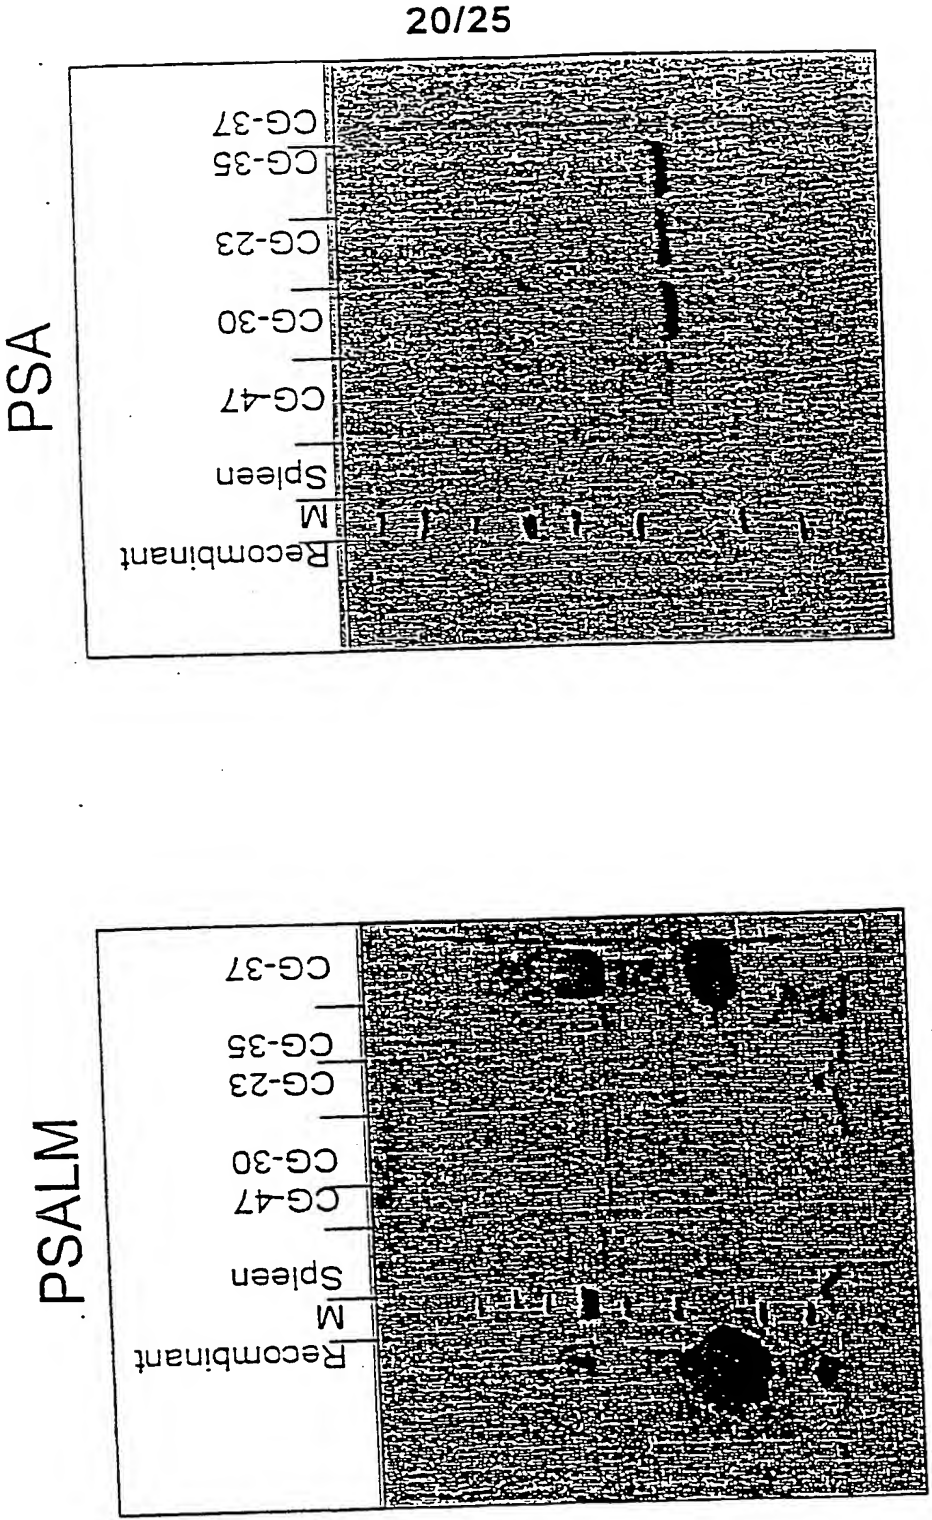 20/25
PSA
CG-37
CG-35
CG-23
CG-30
CG-47
Spleen
M
Recombinant
PSALM
CG-37
CG-35
CG-23
CG-30
CG-47
Spleen
M
Recombinant